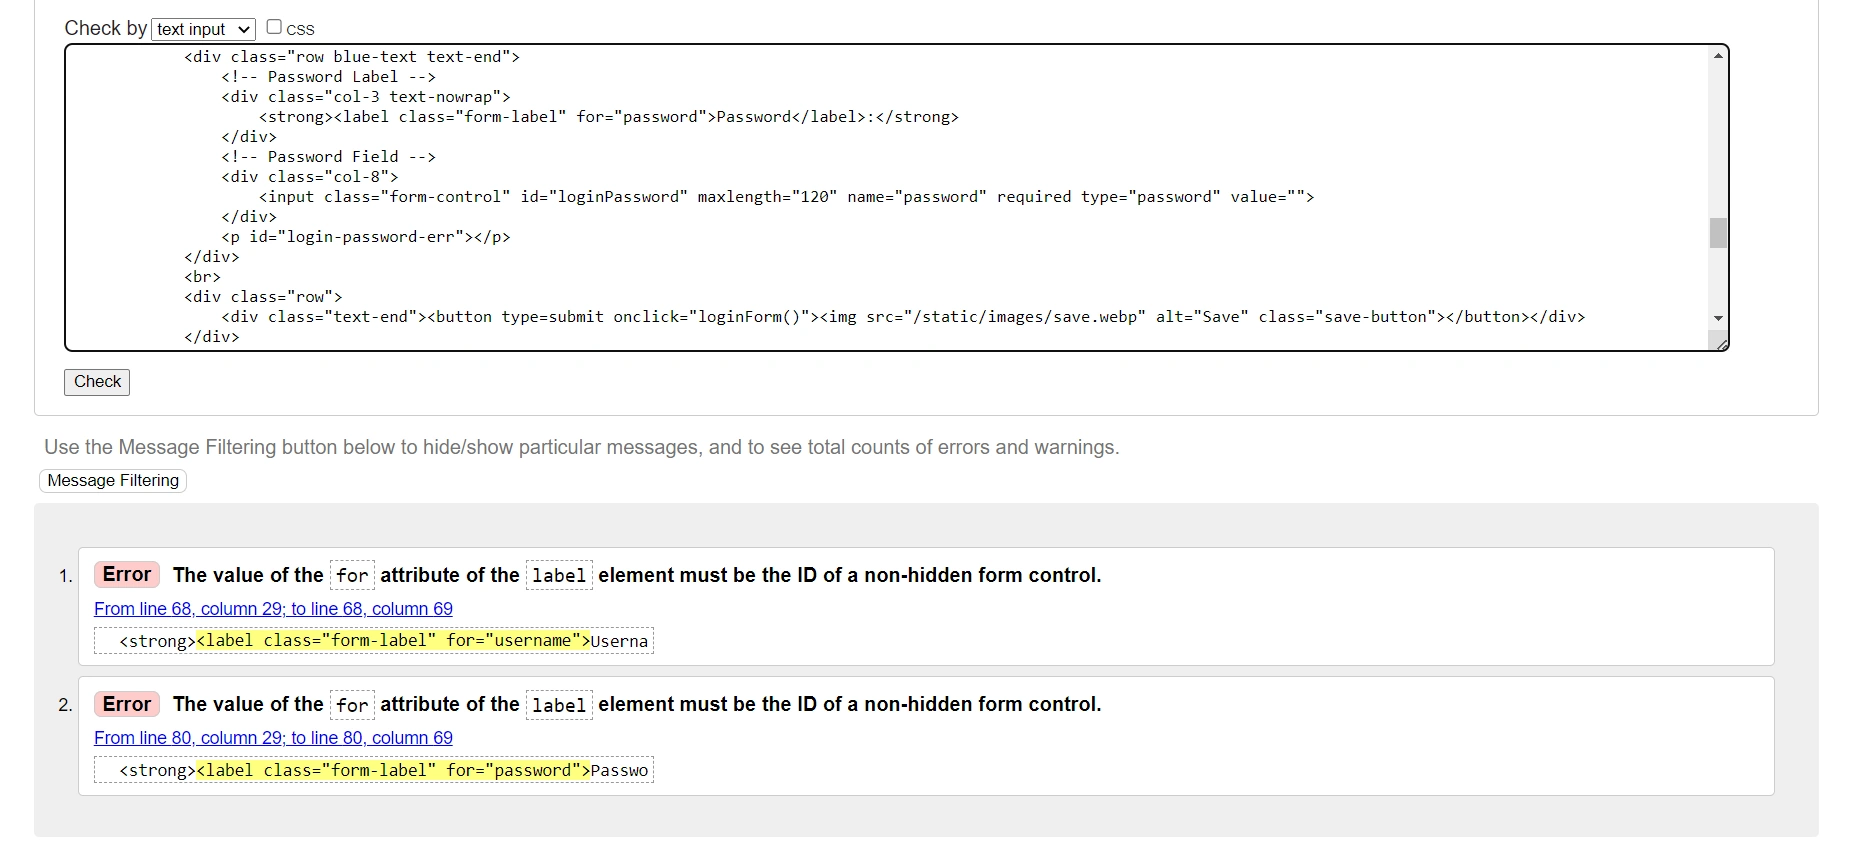 Check by text input CSS
<div class="row blue-text text-end">
<!-- Password Label -->
<div class="col-3 text-nowrap">
<strong><label class="form-label" for="password">Password</label>:</strong>
</div>
<!-- Password Field -->
<div class="col-8">
<input class="form-control" id="loginPassword" maxlength="120" name="password" required type="password" value="">
</div>
<p id="login-password-err"></p>
</div>
<br>
<div class="row">
<div class="text-end"><button type=submit onclick="loginForm()"><img src="/static/images/save.webp" alt="Save" class="save-button"></button></div>
</div>
Check
Use the Message Filtering button below to hide/show particular messages, and to see total counts of errors and warnings.
Message Filtering
1. Error The value of the for attribute of the label element must be the ID of a non-hidden form control.
From line 68, column 29; to line 68, column 69
<strong><label class="form-label" for="username">Userna
2. Error The value of the for attribute of the label element must be the ID of a non-hidden form control.
From line 80, column 29; to line 80, column 69
<strong><label class="form-label" for="password">Passwo